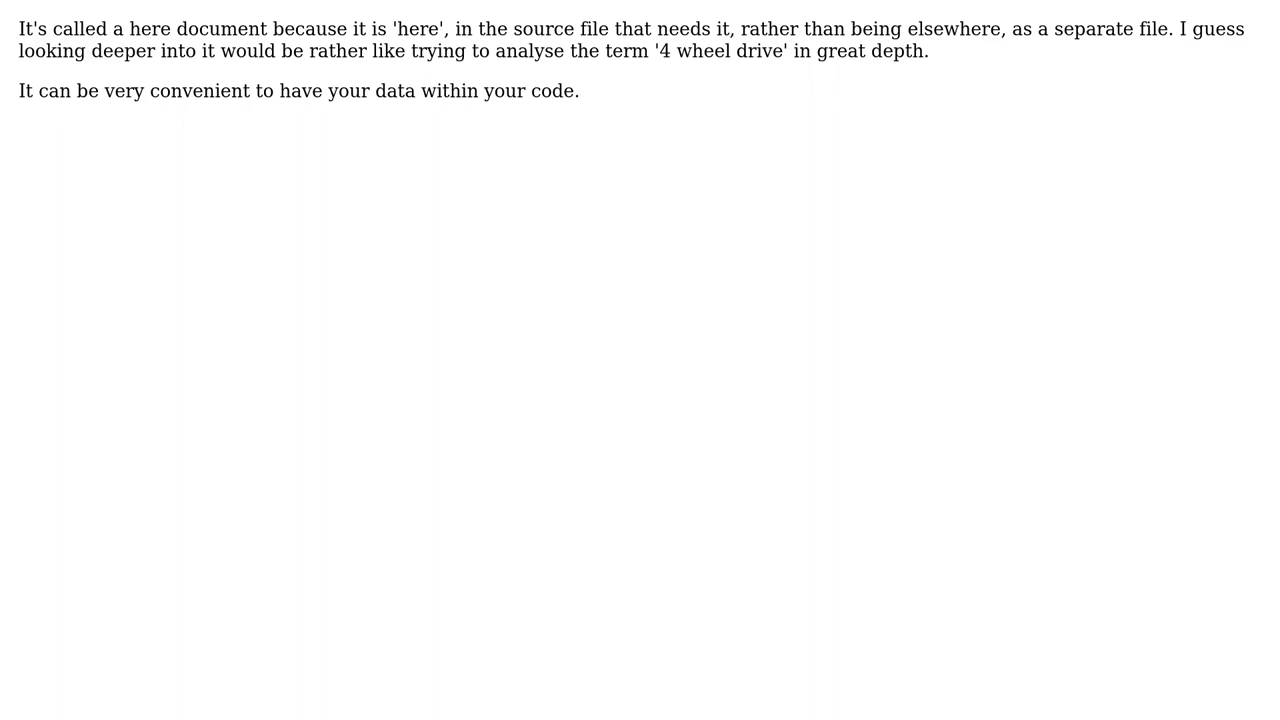 It's called a here document because it is 'here', in the source file that needs it, rather than being elsewhere, as a separate file. I guess
looking deeper into it would be rather like trying to analyse the term '4 wheel drive' in great depth.
It can be very convenient to have your data within your code.